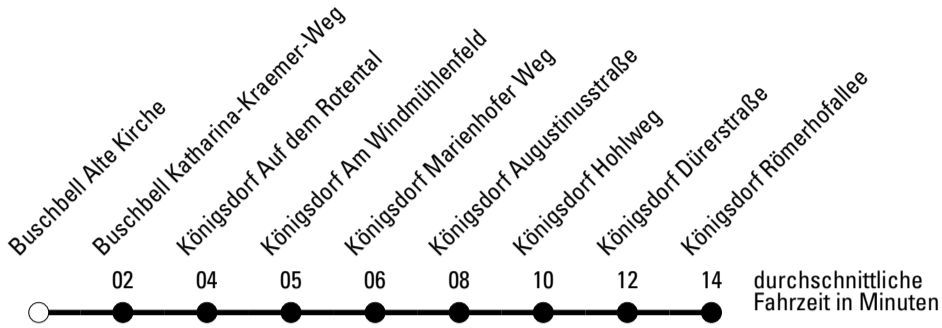 Buschbell Alte Kirche
Buschbell Katharina-Kraemer-Weg
Königsdorf Auf dem Rotental
Königsdorf Am Windmühlenfeld
Königsdorf Marienhofer Weg
Königsdorf Augustinusstraße
Königsdorf Hohlweg
Königsdorf Dürerstraße
Königsdorf Römerhofallee
02 04 05 06 08 10 12 14
durchschnittliche
Fahrzeit in Minuten